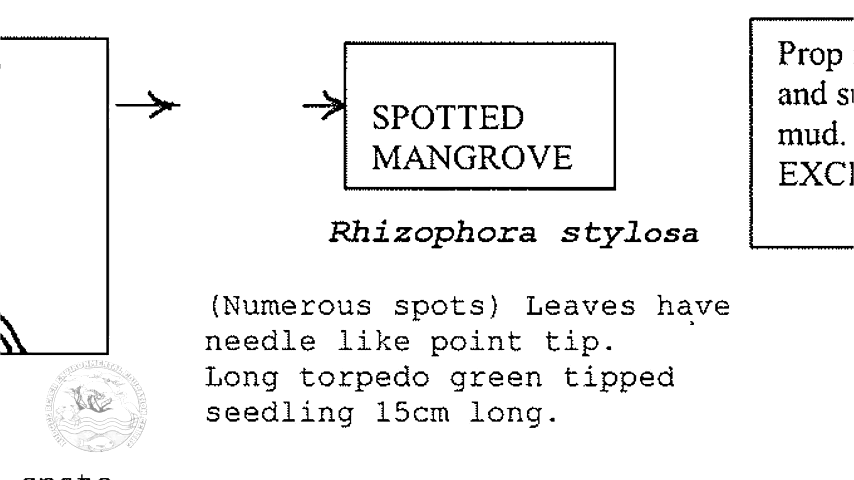 SPOTTED
MANGROVE
Rhizophora stylosa
(Numerous spots) Leaves have
needle like point tip.
Long torpedo green tipped
seedling 15cm long.
Prop
and
mud.
spots